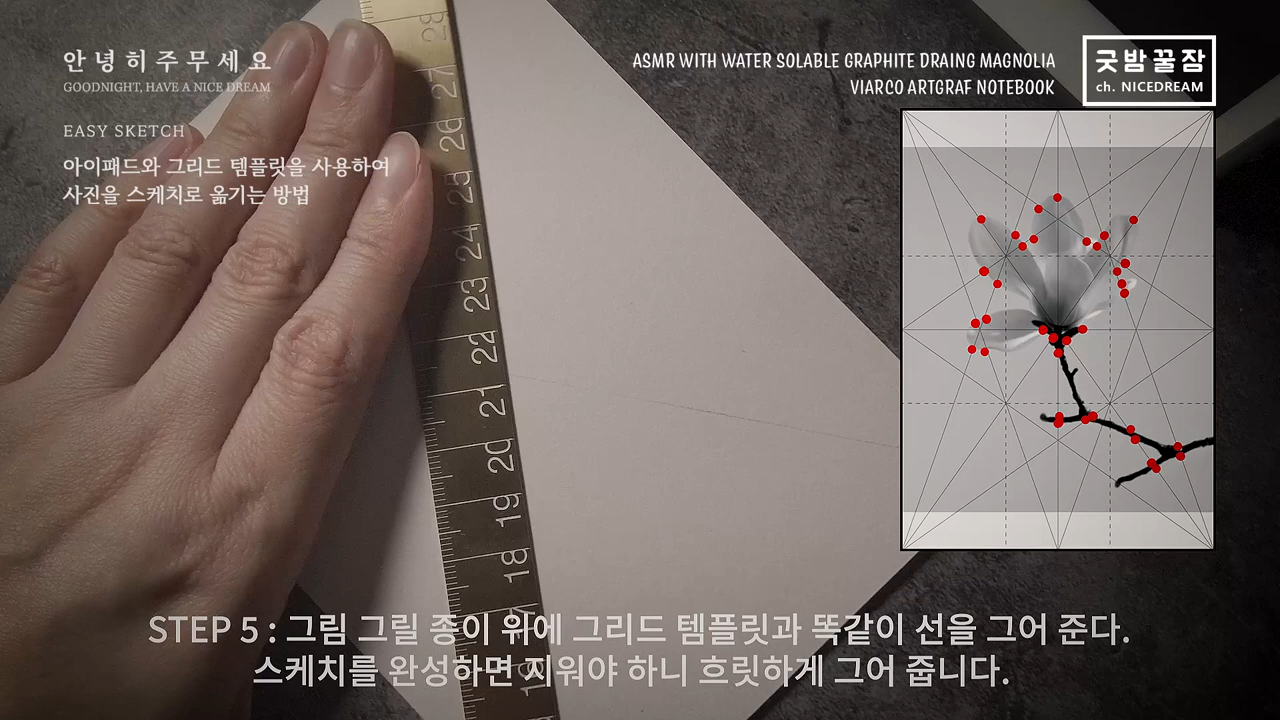 안녕히주무세요
GOODNIGHT, HAVE A NICE DREAM
EASY SKETCH
아이패드와 그리드 템플릿을 사용하여
사진을 스케치로 옮기는 방법
ASMR WITH WATER SOLABLE GRAPHITE DRAING MAGNOLIA
VIARCO ARTGRAF NOTEBOOK
굿밤꿀잠
ch. NICEDREAM
28
27
26
25
24
23
22
21
20
19
18
17
16
STEP 5 : 그림 그릴 종이 위에 그리드 템플릿과 똑같이 선을 그어 준다.
스케치를 완성하면 지워야 하니 흐릿하게 그어 줍니다.